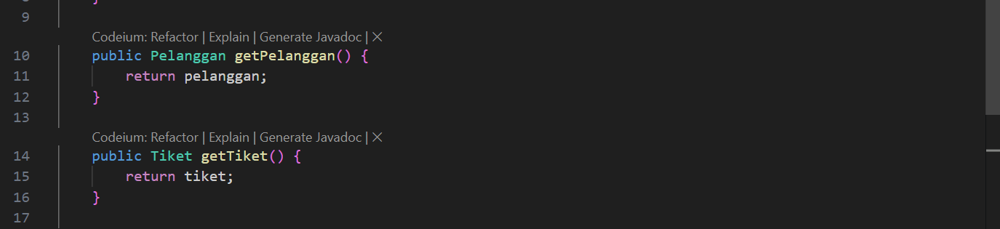 9
Codeium: Refactor | Explain | Generate Javadoc | ✕
10 public Pelanggan getPelanggan() {
11 return pelanggan;
12 }
13
Codeium: Refactor | Explain | Generate Javadoc | ✕
14 public Tiket getTiket() {
15 return tiket;
16 }
17